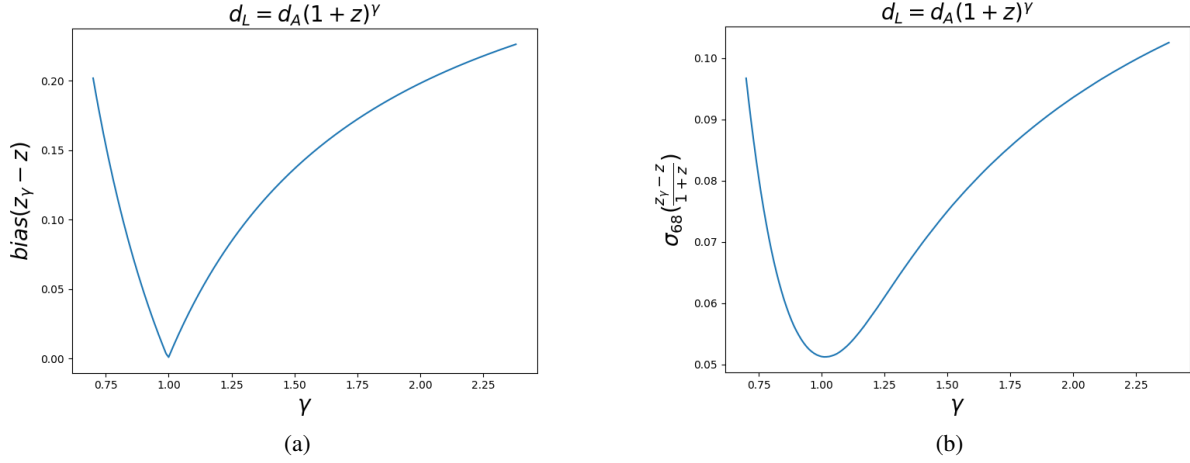 d_L = d_A(1 + z)^γ
bias(z_γ − z)
0.20
0.15
0.10
0.05
0.00
0.75 1.00 1.25 1.50 1.75 2.00 2.25
γ
(a)
d_L = d_A(1 + z)^γ
σ_68(\frac{z_γ − z}{1 + z})
0.10
0.09
0.08
0.07
0.06
0.05
0.75 1.00 1.25 1.50 1.75 2.00 2.25
γ
(b)